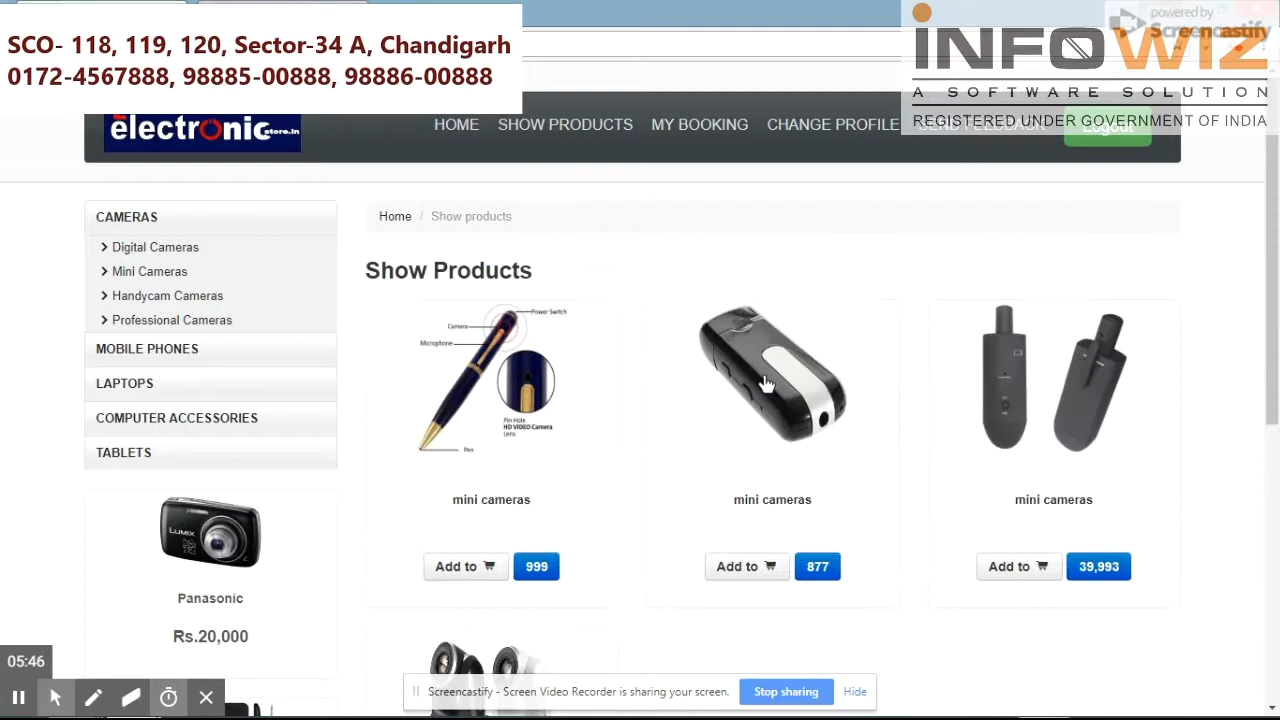 SCO- 118, 119, 120, Sector-34 A, Chandigarh
0172-4567888, 98885-00888, 98886-00888
powered by
Screencastify
INFOWIZ
A SOFTWARE SOLUTION
REGISTERED UNDER GOVERNMENT OF INDIA
electronicstore.in
HOME SHOW PRODUCTS MY BOOKING CHANGE PROFILE SEND FEEDBACK Logout
CAMERAS
Digital Cameras
Mini Cameras
Handycam Cameras
Professional Cameras
MOBILE PHONES
LAPTOPS
COMPUTER ACCESSORIES
TABLETS
LUMIX
Panasonic
Rs.20,000
Home / Show products
Show Products
Power Switch
Camera
Microphone
Pin Hole
HD VIDEO Camera
Lens
Pen
mini cameras mini cameras mini cameras
Add to 999 Add to 877 Add to 39,993
05:46
Screencastify - Screen Video Recorder is sharing your screen. Stop sharing Hide